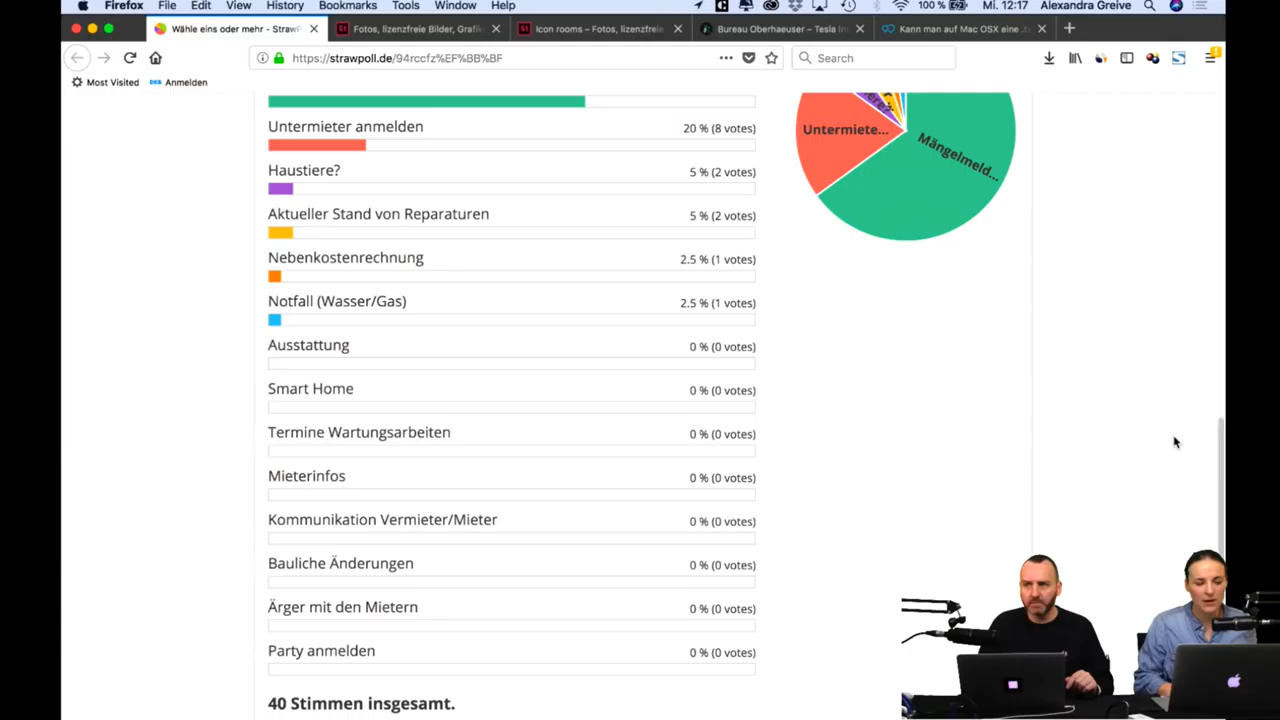 Firefox File Edit View History Bookmarks Tools Window Help 100 % Mi. 12:17 Alexandra Greive
Wähle eins oder mehr - StrawP Fotos, lizenzfreie Bilder, Grafik Icon rooms – Fotos, lizenzfreie Bureau Oberhaeuser – Tesla In Kann man auf Mac OSX eine .t
https://strawpoll.de/94rccfz%EF%BB%BF Search
Most Visited Anmelden
Untermieter anmelden 20 % (8 votes)
Haustiere? 5 % (2 votes)
Aktueller Stand von Reparaturen 5 % (2 votes)
Nebenkostenrechnung 2.5 % (1 votes)
Notfall (Wasser/Gas) 2.5 % (1 votes)
Ausstattung 0 % (0 votes)
Smart Home 0 % (0 votes)
Termine Wartungsarbeiten 0 % (0 votes)
Mieterinfos 0 % (0 votes)
Kommunikation Vermieter/Mieter 0 % (0 votes)
Bauliche Änderungen 0 % (0 votes)
Ärger mit den Mietern 0 % (0 votes)
Party anmelden 0 % (0 votes)
40 Stimmen insgesamt.
Untermiete...
Mängelmeld...